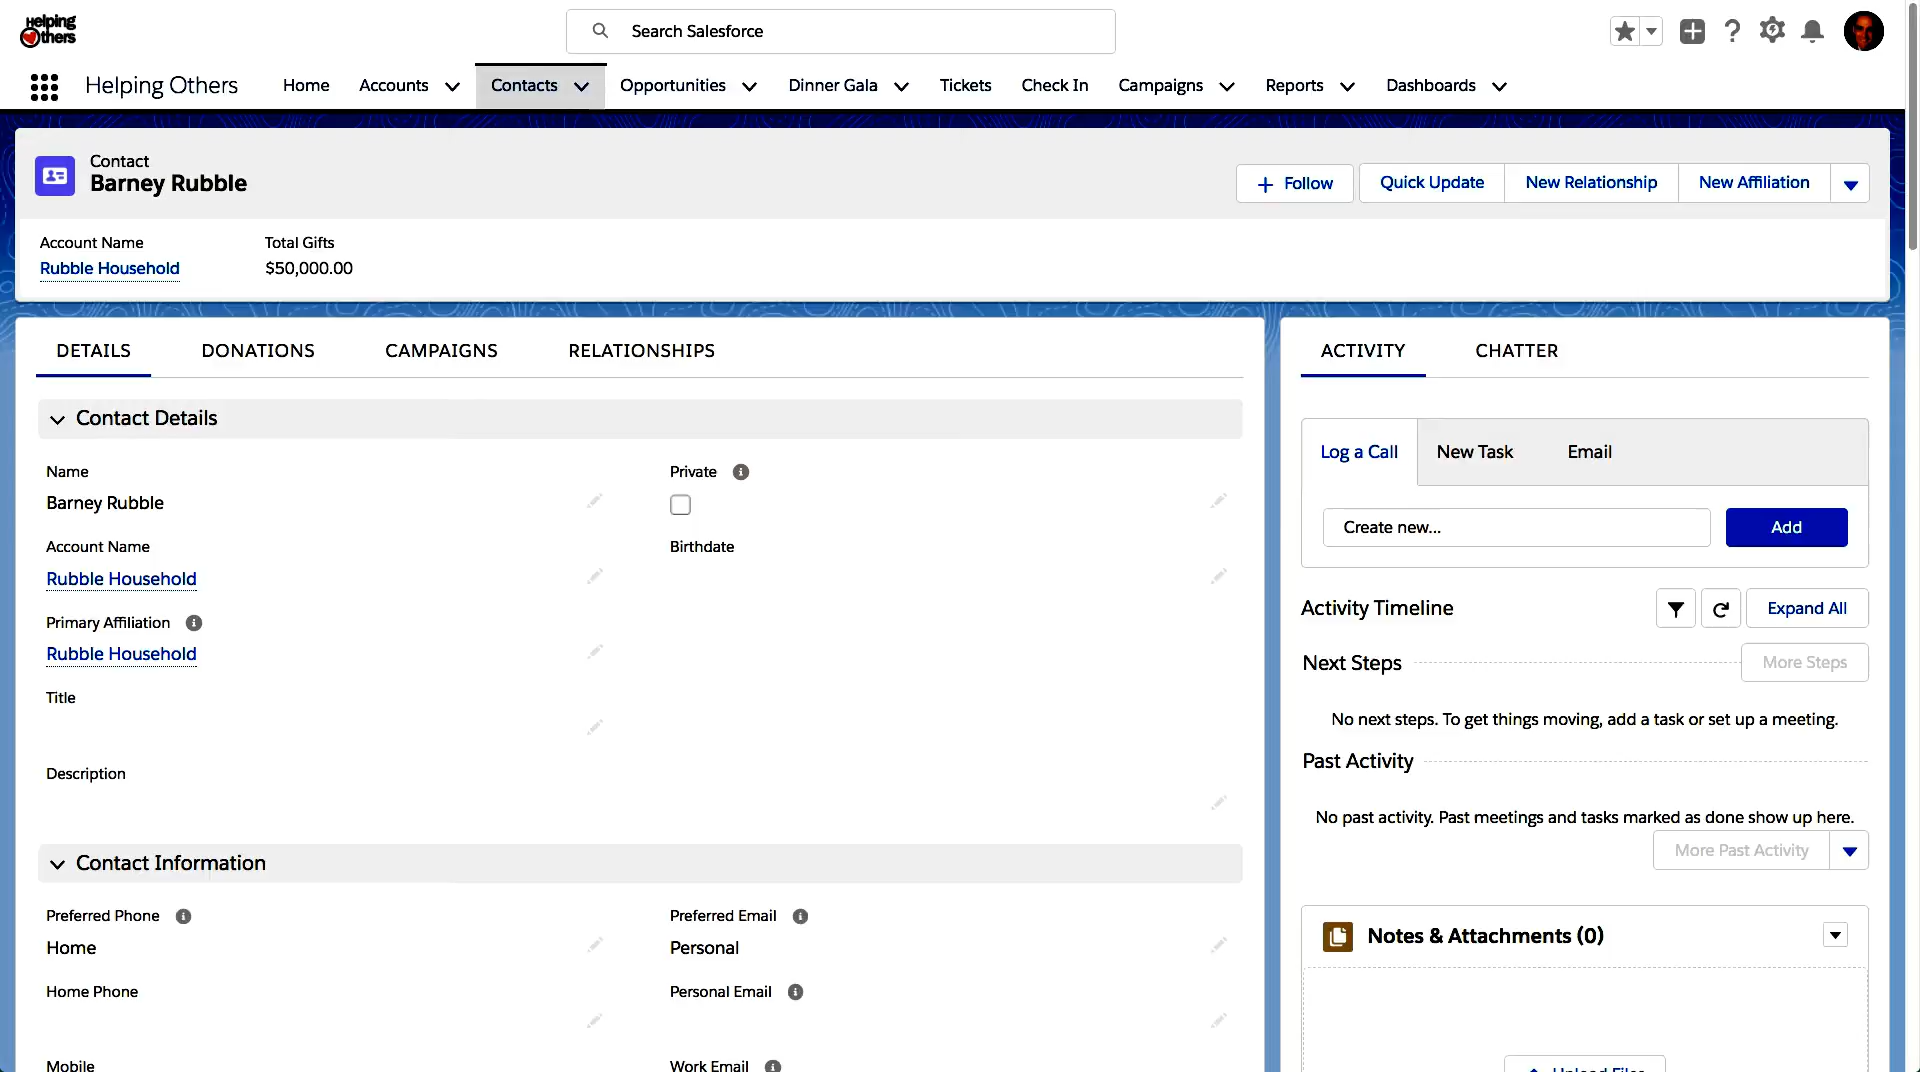 Helping
Others
Search Salesforce
Helping Others
Home
Accounts
Contacts
Opportunities
Dinner Gala
Tickets
Check In
Campaigns
Reports
Dashboards
Contact
Barney Rubble
Follow
Quick Update
New Relationship
New Affiliation
Account Name
Total Gifts
Rubble Household
$50,000.00
DETAILS
DONATIONS
CAMPAIGNS
RELATIONSHIPS
Contact Details
Name
Private
Barney Rubble
Account Name
Birthdate
Rubble Household
Primary Affiliation
Rubble Household
Title
Description
Contact Information
Preferred Phone
Preferred Email
Home
Personal
Home Phone
Personal Email
Mobile
Work Email
ACTIVITY
CHATTER
Log a Call
New Task
Email
Create new...
Add
Activity Timeline
Expand All
Next Steps
More Steps
No next steps. To get things moving, add a task or set up a meeting.
Past Activity
No past activity. Past meetings and tasks marked as done show up here.
More Past Activity
Notes & Attachments (0)
Upload Files